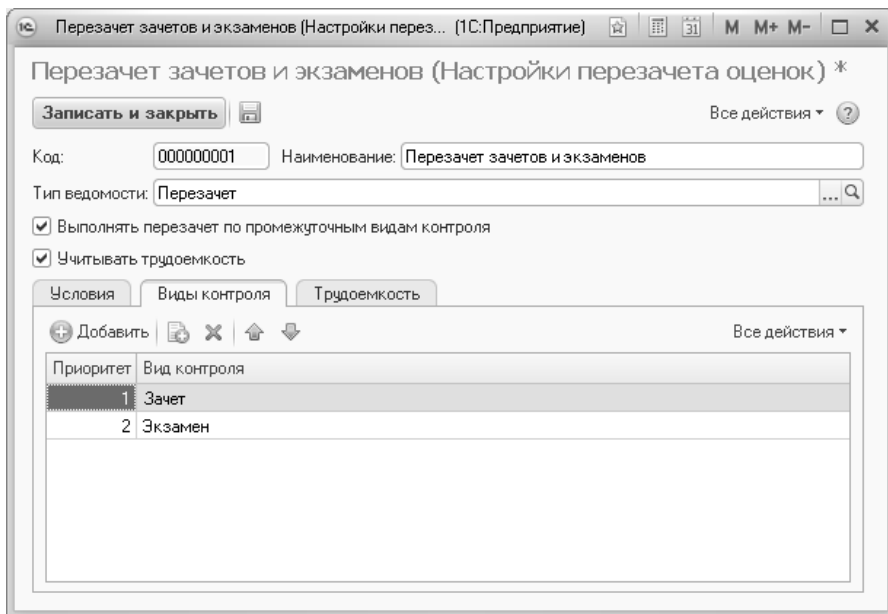 1С Перезачет зачетов и экзаменов (Настройки перез... (1С:Предприятие) 31 M M+ M-
Перезачет зачетов и экзаменов (Настройки перезачета оценок) *
Записать и закрыть Все действия ?
Код: 000000001 Наименование: Перезачет зачетов и экзаменов
Тип ведомости: Перезачет ...
Выполнять перезачет по промежуточным видам контроля
Учитывать трудоемкость
Условия Виды контроля Трудоемкость
Добавить Все действия
Приоритет Вид контроля
1 Зачет
2 Экзамен